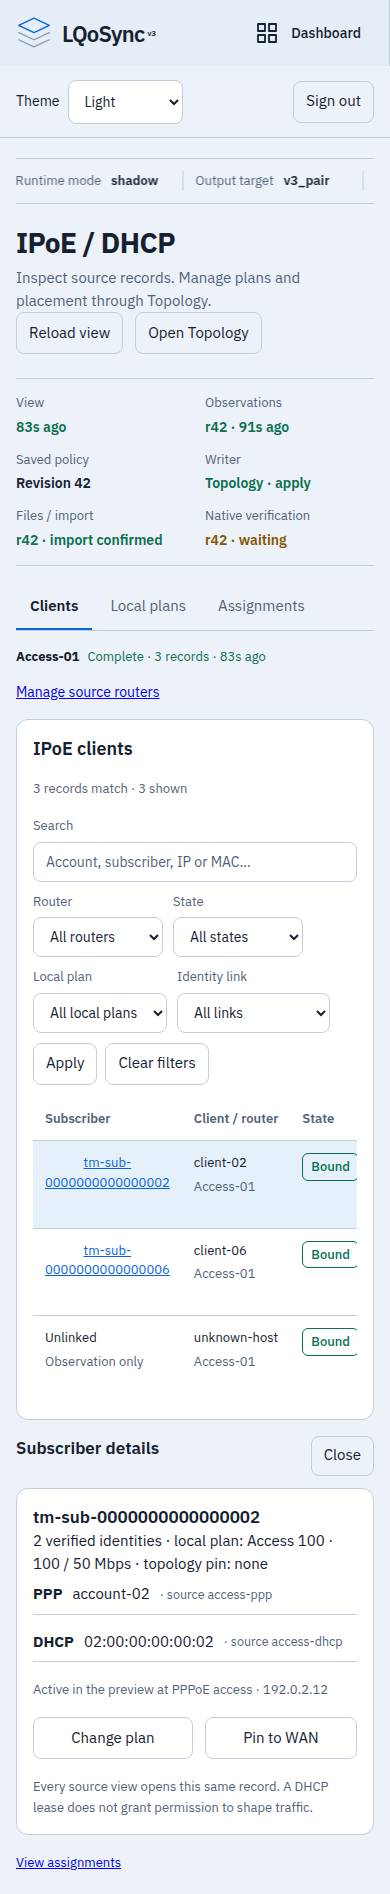 LQoSync v3
Dashboard
Theme Light Sign out
Runtime mode shadow Output target v3_pair
IPoE / DHCP
Inspect source records. Manage plans and
placement through Topology.
Reload view Open Topology
View Observations
83s ago r42 · 91s ago
Saved policy Writer
Revision 42 Topology · apply
Files / import Native verification
r42 · import confirmed r42 · waiting
Clients Local plans Assignments
Access-01 Complete · 3 records · 83s ago
Manage source routers
IPoE clients
3 records match · 3 shown
Search
Account, subscriber, IP or MAC...
Router State
All routers All states
Local plan Identity link
All local plans All links
Apply Clear filters
Subscriber Client / router State
tm-sub- client-02 Bound
0000000000000002 Access-01
tm-sub- client-06 Bound
0000000000000006 Access-01
Unlinked unknown-host Bound
Observation only Access-01
Subscriber details Close
tm-sub-0000000000000002
2 verified identities · local plan: Access 100 ·
100 / 50 Mbps · topology pin: none
PPP account-02 · source access-ppp
DHCP 02:00:00:00:00:02 · source access-dhcp
Active in the preview at PPPoE access · 192.0.2.12
Change plan Pin to WAN
Every source view opens this same record. A DHCP
lease does not grant permission to shape traffic.
View assignments